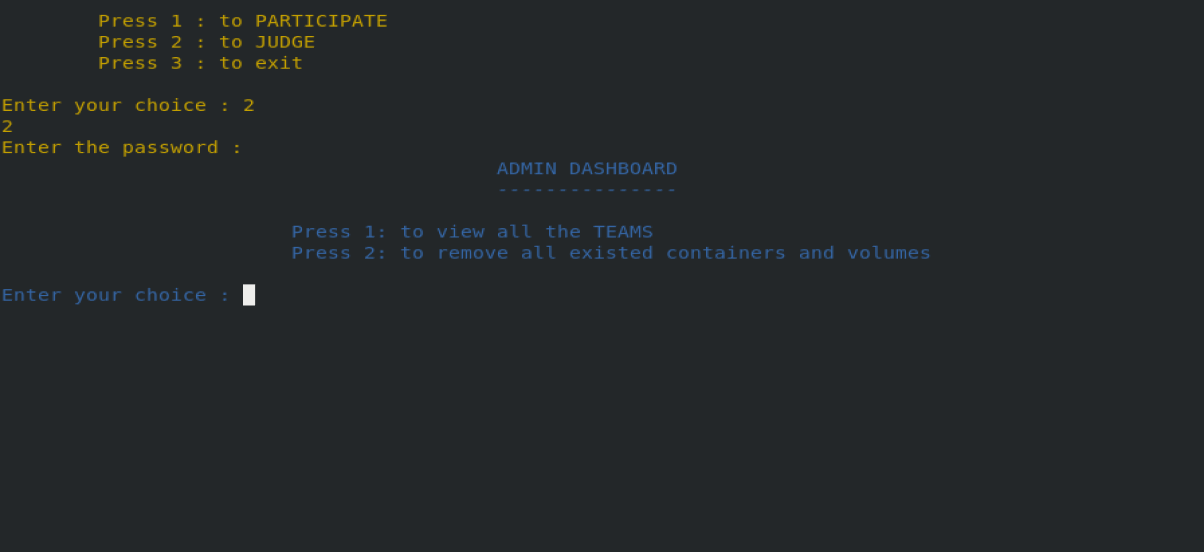 Press 1 : to PARTICIPATE
Press 2 : to JUDGE
Press 3 : to exit
Enter your choice : 2
2
Enter the password :
ADMIN DASHBOARD
---------------
Press 1: to view all the TEAMS
Press 2: to remove all existed containers and volumes
Enter your choice :